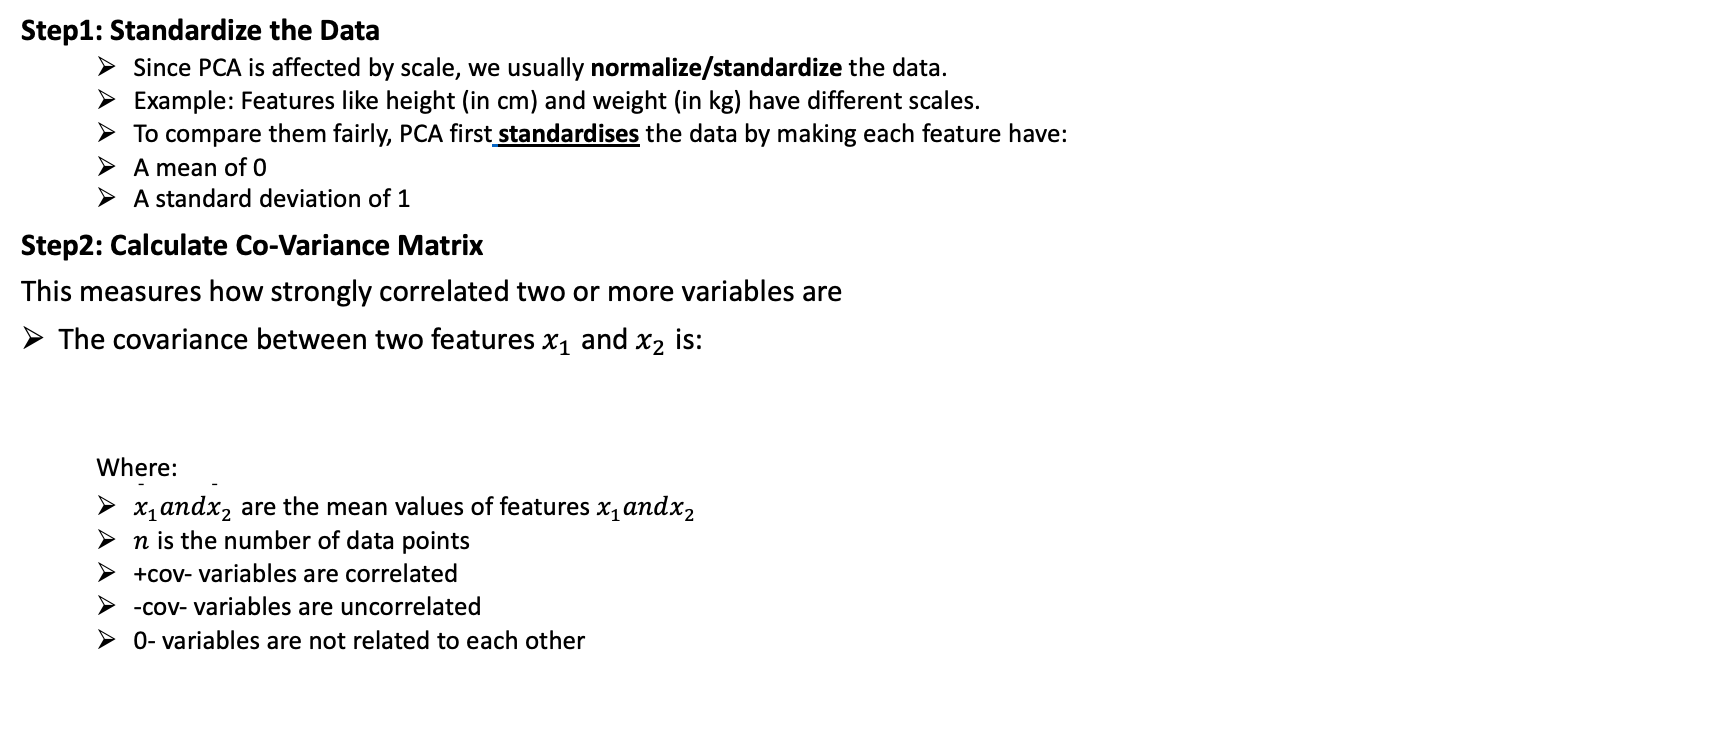 Step1: Standardize the Data
➢ Since PCA is affected by scale, we usually normalize/standardize the data.
➢ Example: Features like height (in cm) and weight (in kg) have different scales.
➢ To compare them fairly, PCA first standardises the data by making each feature have:
➢ A mean of 0
➢ A standard deviation of 1
Step2: Calculate Co-Variance Matrix
This measures how strongly correlated two or more variables are
➢ The covariance between two features x₁ and x₂ is:
Where:
➢ x̄₁andx̄₂ are the mean values of features x₁andx₂
➢ n is the number of data points
➢ +cov- variables are correlated
➢ -cov- variables are uncorrelated
➢ 0- variables are not related to each other